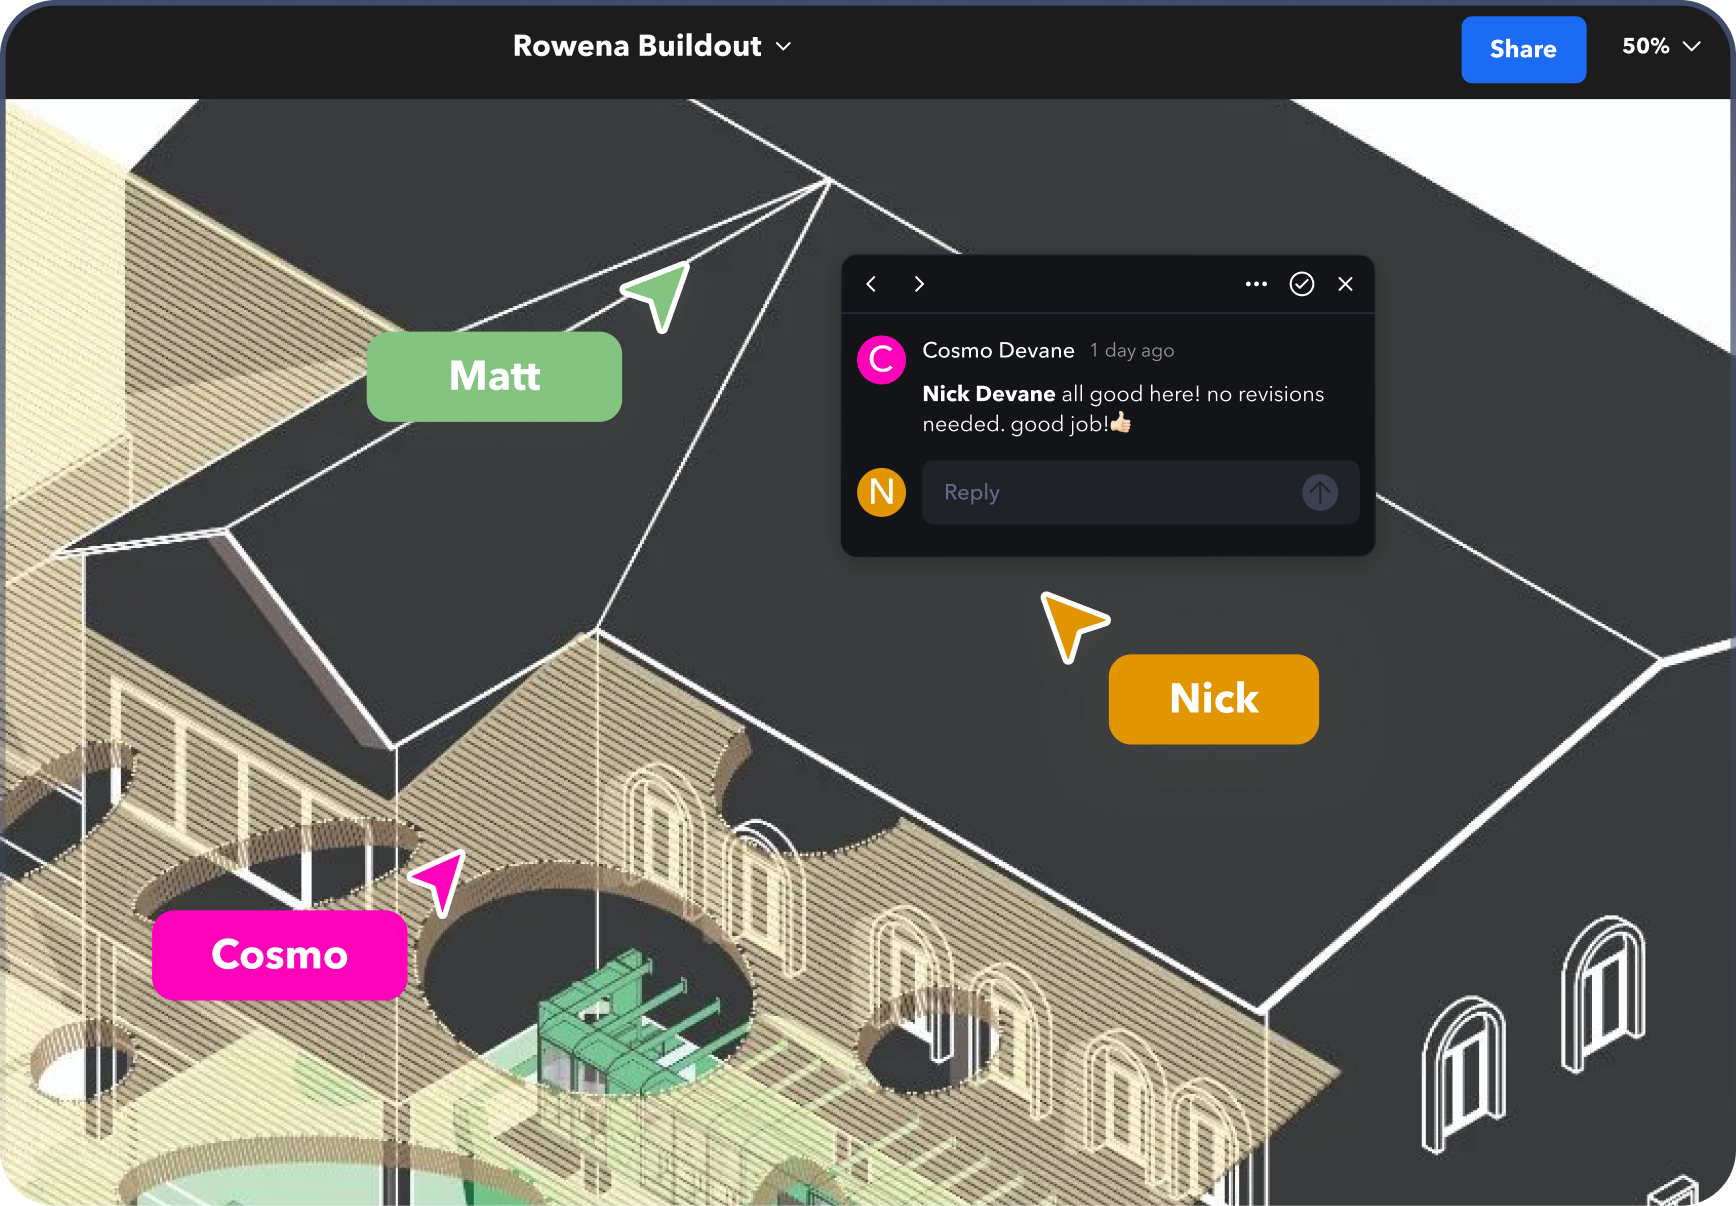 Rowena Buildout
Share
50%
Matt
C
Cosmo Devane 1 day ago
Nick Devane all good here! no revisions
needed. good job!👍🏻
N
Reply
Nick
Cosmo